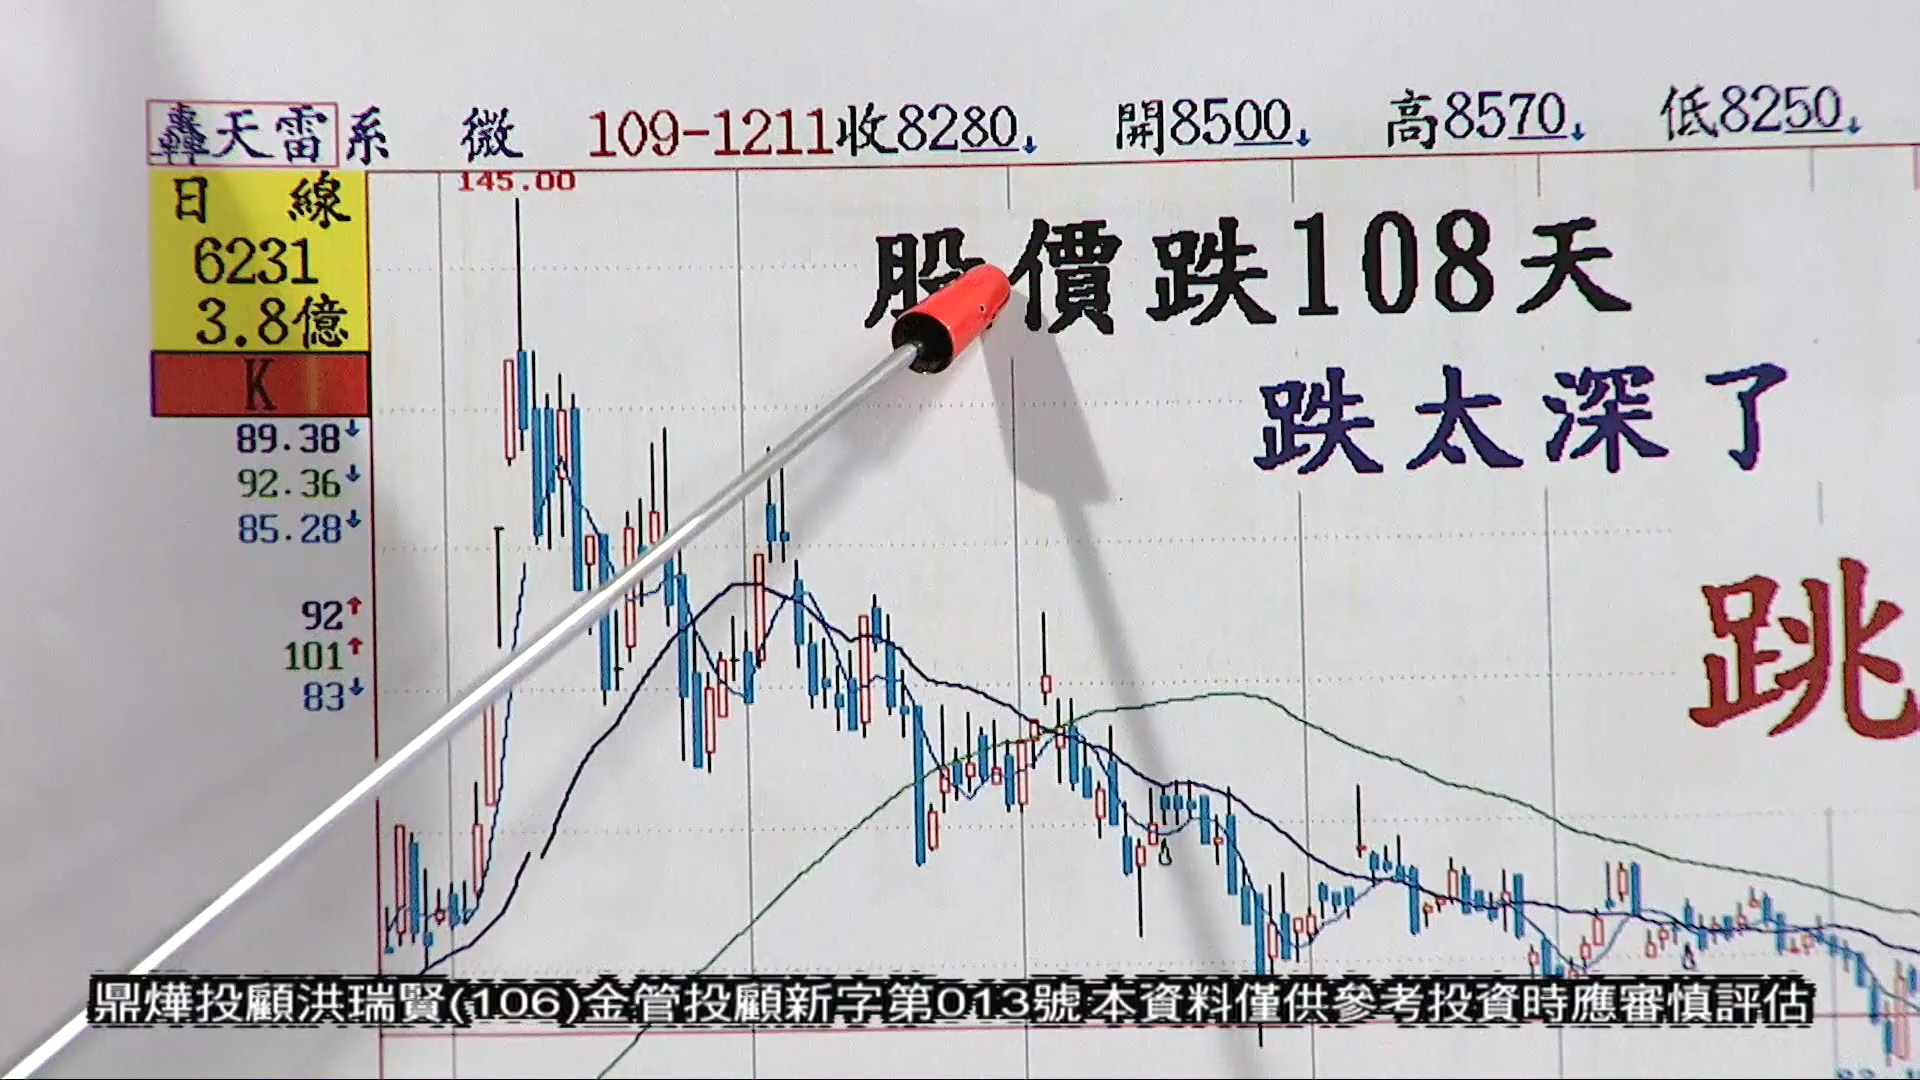 轟天雷系 微 109-1211收8280↓ 開8500↓ 高8570↓ 低8250↓
日 線
6231
3.8億
K
89.38↓
92.36↓
85.28↓
92↑
101↑
83↓
145.00
股價跌108天
跌太深了
跳
鼎燁投顧洪瑞賢(106)金管投顧新字第013號本資料僅供參考投資時應審慎評估